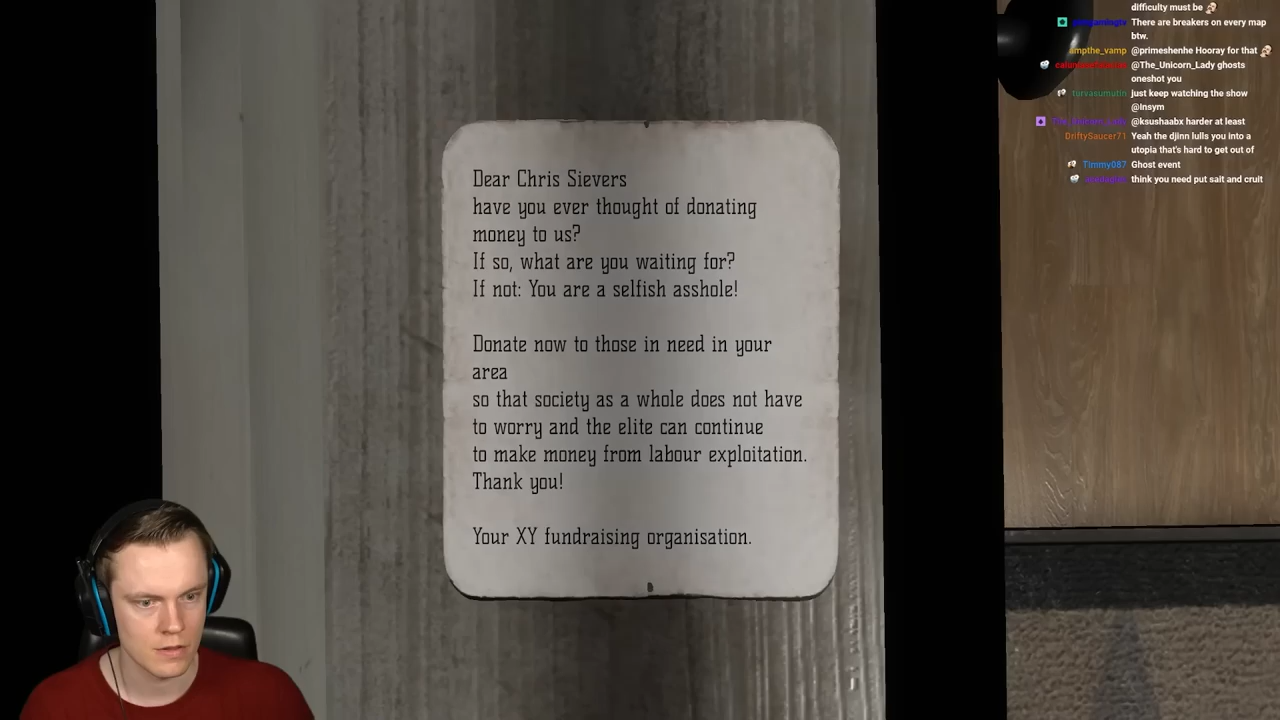 Dear Chris Sievers
have you ever thought of donating
money to us?
If so, what are you waiting for?
If not: You are a selfish asshole!
Donate now to those in need in your
area
so that society as a whole does not have
to worry and the elite can continue
to make money from labour exploitation.
Thank you!
Your XY fundraising organisation.
difficulty must be
There are breakers on every map
btw.
ampthe_vamp @primeshenhe Hooray for that
@The_Unicorn_Lady ghosts
oneshot you
turvasumutin just keep watching the show
@Insym
The_Unicorn_Lady @ksushaabx harder at least
DriftySaucer71 Yeah the djinn lulls you into a
utopia that's hard to get out of
Timmy087 Ghost event
think you need put salt and cruit